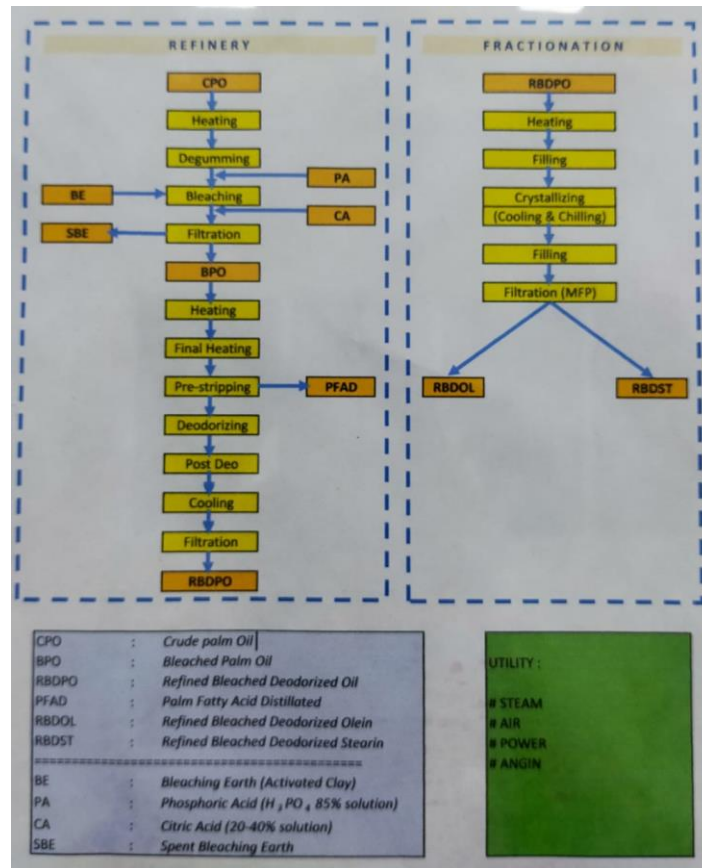 REFINERY
CPO
Heating
Degumming
PA
BE
Bleaching
CA
SBE
Filtration
BPO
Heating
Final Heating
Pre-stripping
PFAD
Deodorizing
Post Deo
Cooling
Filtration
RBDPO
FRACTIONATION
RBDPO
Heating
Filling
Crystallizing
(Cooling & Chilling)
Filling
Filtration (MFP)
RBDOL
RBDST
CPO : Crude palm Oil
BPO : Bleached Palm Oil
RBDPO : Refined Bleached Deodorized Oil
PFAD : Palm Fatty Acid Distillated
RBDOL : Refined Bleached Deodorized Olein
RBDST : Refined Bleached Deodorized Stearin
==========================================
BE : Bleaching Earth (Activated Clay)
PA : Phosphoric Acid (H ₃ PO ₄ 85% solution)
CA : Citric Acid (20-40% solution)
SBE : Spent Bleaching Earth
UTILITY :
# STEAM
# AIR
# POWER
# ANGIN